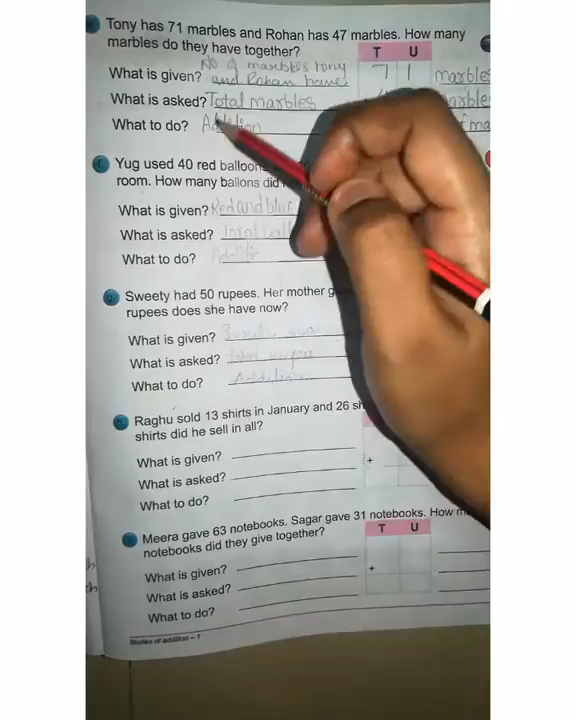 Tony has 71 marbles and Rohan has 47 marbles. How many
marbles do they have together?
T U
What is given? No of marbles tony
and Rohan have 7 1 marbles
What is asked? Total marbles
What to do? Addition
Yug used 40 red balloon
room. How many ballons did
What is given? Red and blue
What is asked? Total
What to do?
Sweety had 50 rupees. Her mother
rupees does she have now?
What is given?
What is asked? Total
What to do? Addition
Raghu sold 13 shirts in January and 26
shirts did he sell in all?
What is given?
+
What is asked?
What to do?
Meera gave 63 notebooks. Sagar gave 31 notebooks. How
notebooks did they give together?
T U
What is given?
+
What is asked?
What to do?
Stories of addition – 1